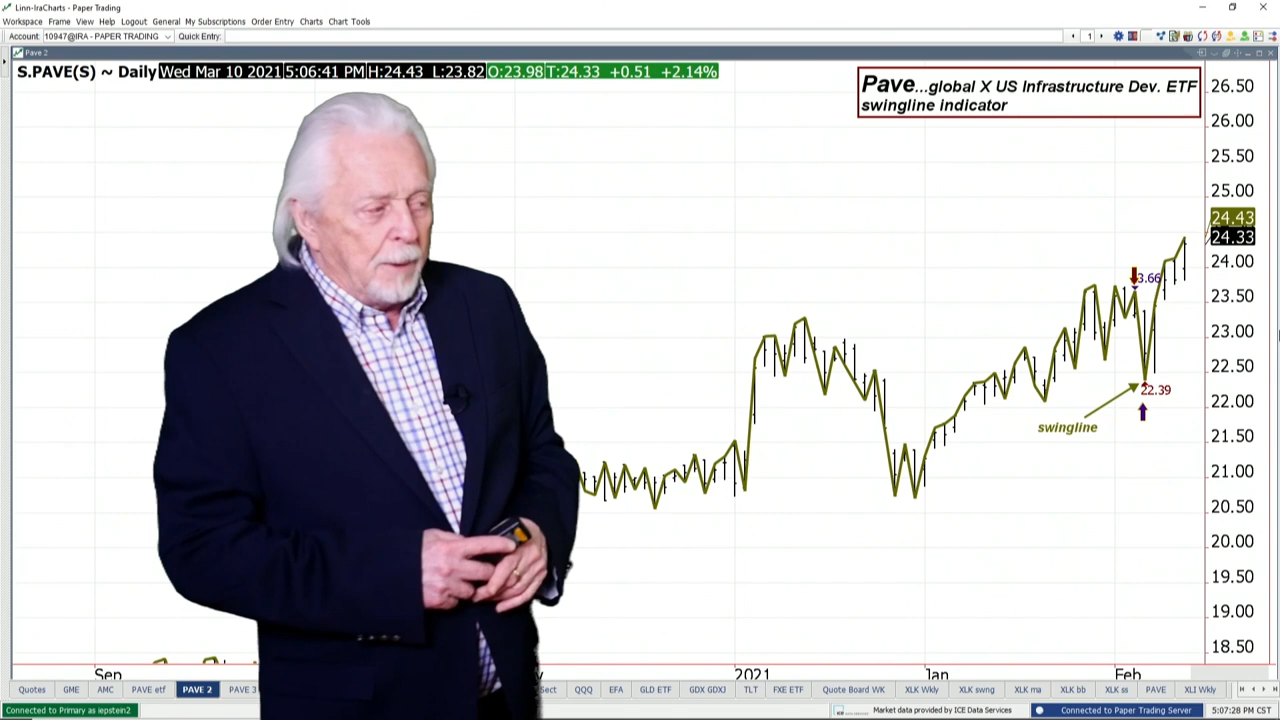 Linn-IraCharts - Paper Trading
Workspace Frame View Help Logout General My Subscriptions Order Entry Charts Chart Tools
Account: 10947@IRA - PAPER TRADING Quick Entry: 1
Pave 2
S.PAVE(S) ~ Daily Wed Mar 10 2021 5:06:41 PM H:24.43 L:23.82 O:23.98 T:24.33 +0.51 +2.14%
Pave...global X US Infrastructure Dev. ETF
swingline indicator
26.50
26.00
25.50
25.00
24.43
24.33
24.00
3.66
23.50
23.00
22.50
22.39
22.00
swingline
21.50
21.00
20.50
20.00
19.50
19.00
18.50
Sep 2021 Jan Feb
Quotes GME AMC PAVE etf PAVE 2 PAVE 3 Sect QQQ EFA GLD ETF GDX GDXJ TLT FXE ETF Quote Board WK XLK Wkly XLK swng XLK ma XLK bb XLK ss PAVE XLI Wkly
Connected to Primary as iepstein2 ice Market data provided by ICE Data Services Connected to Paper Trading Server 5:07:28 PM CST